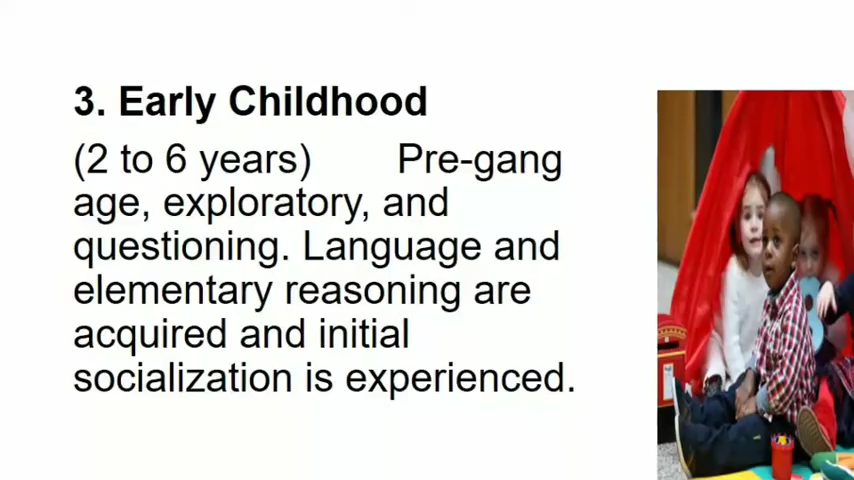 3. Early Childhood
(2 to 6 years) Pre-gang
age, exploratory, and
questioning. Language and
elementary reasoning are
acquired and initial
socialization is experienced.